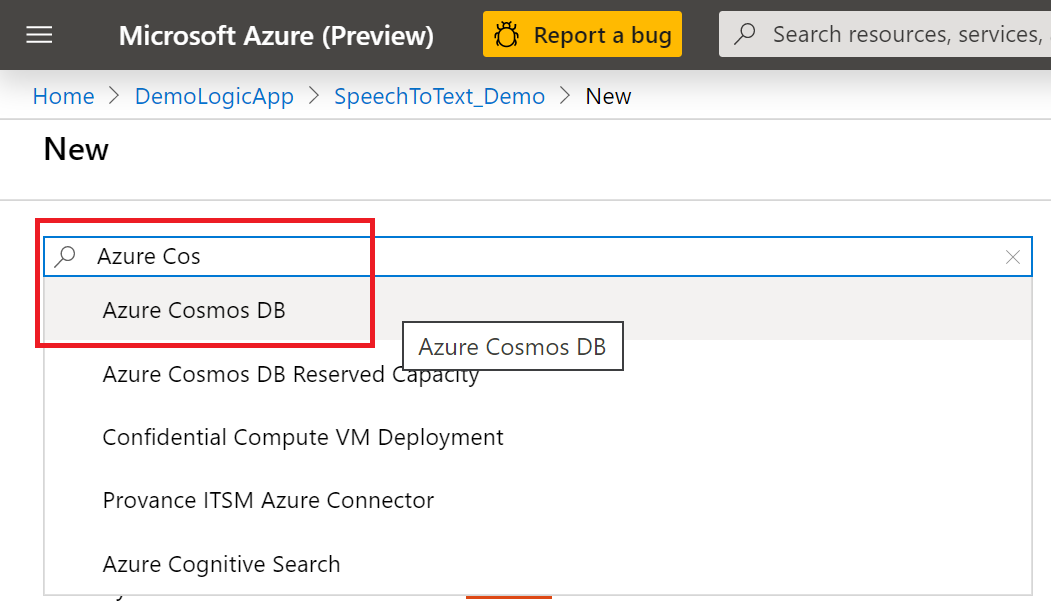 Microsoft Azure (Preview) Report a bug Search resources, services,
Home > DemoLogicApp > SpeechToText_Demo > New
New
Azure Cos
Azure Cosmos DB
Azure Cosmos DB
Azure Cosmos DB Reserved Capacity
Confidential Compute VM Deployment
Provance ITSM Azure Connector
Azure Cognitive Search